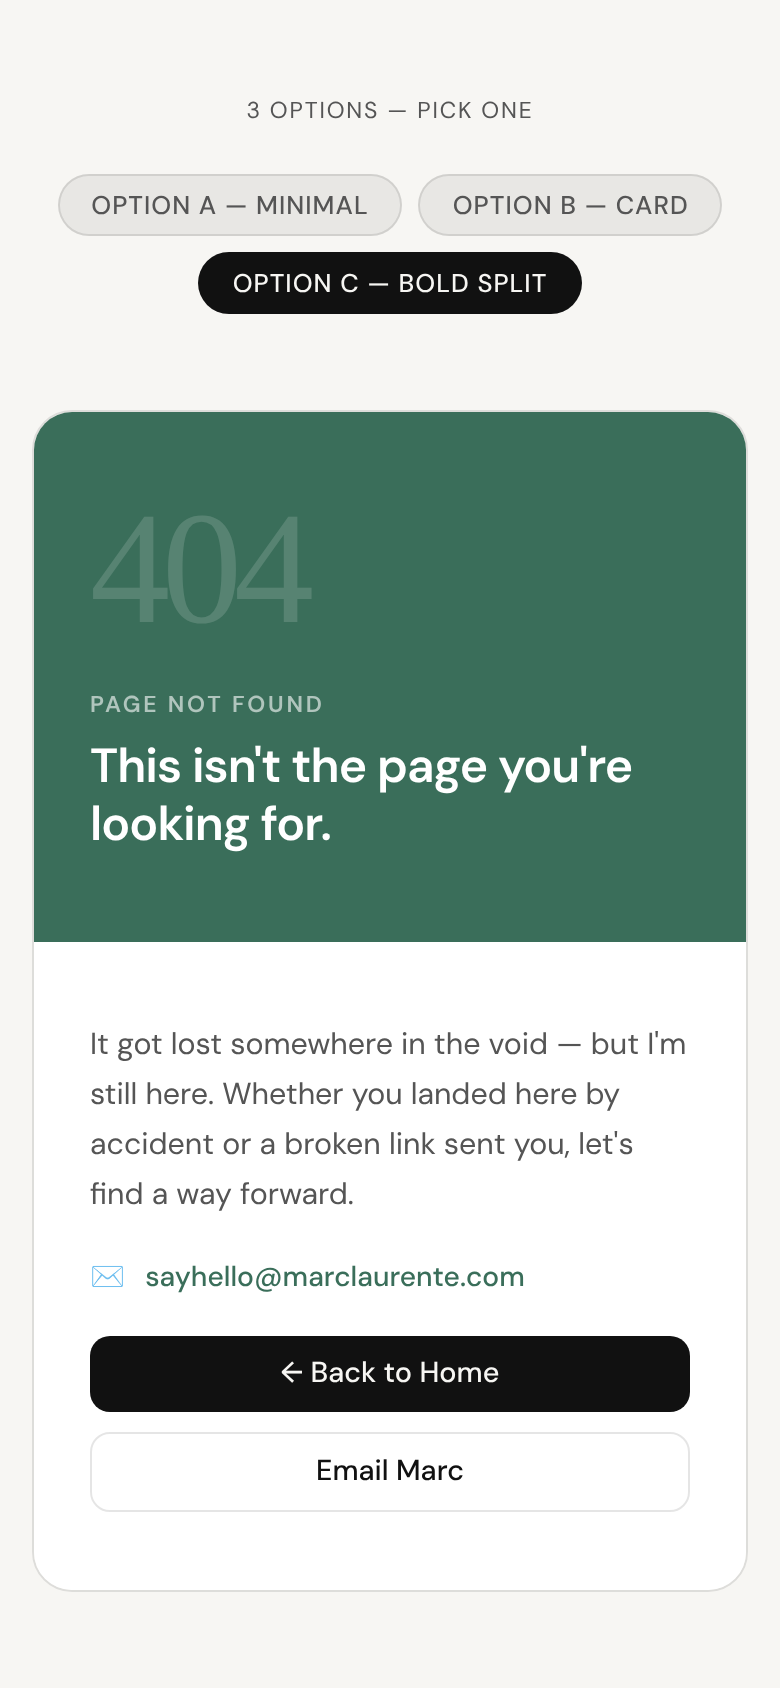 3 OPTIONS — PICK ONE
OPTION A — MINIMAL
OPTION B — CARD
OPTION C — BOLD SPLIT
404
PAGE NOT FOUND
This isn't the page you're
looking for.
It got lost somewhere in the void — but I'm
still here. Whether you landed here by
accident or a broken link sent you, let's
find a way forward.
✉️ sayhello@marclaurente.com
← Back to Home
Email Marc